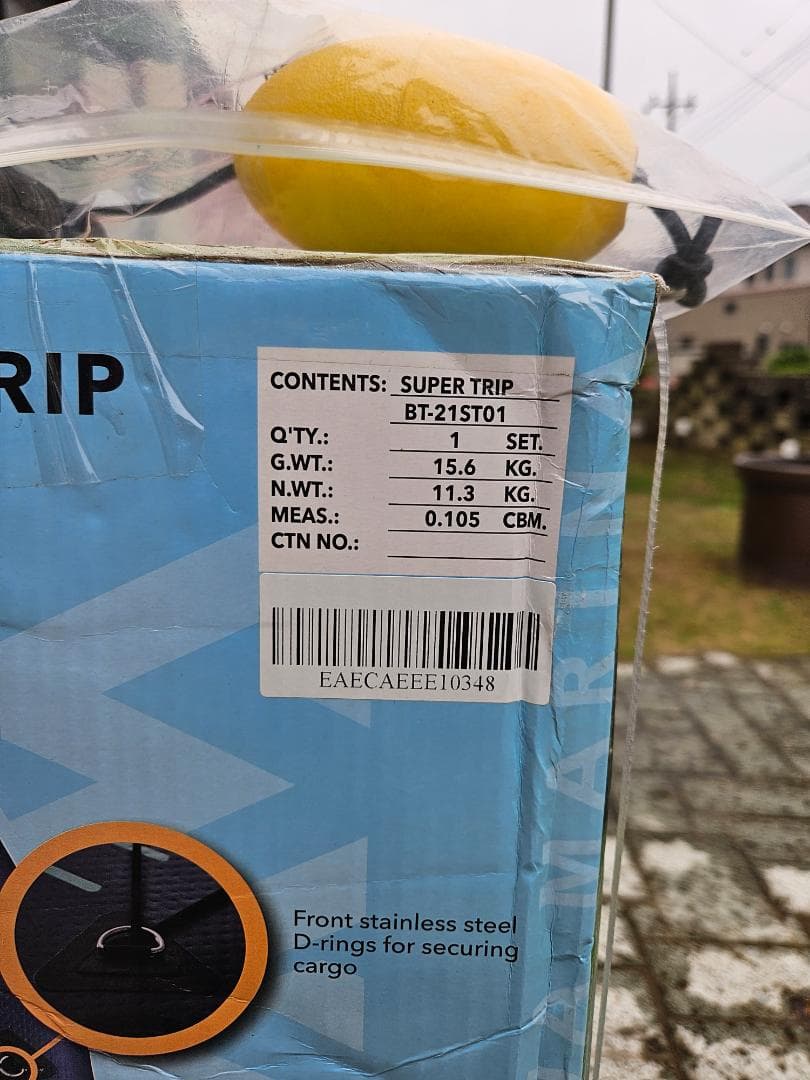 RIP
CONTENTS: SUPER TRIP
BT-21ST01
Q'TY.: 1 SET.
G.WT.: 15.6 KG.
N.WT.: 11.3 KG.
MEAS.: 0.105 CBM.
CTN NO.:
EAECAEEE10348
Front stainless steel
D-rings for securing
cargo
A MARINA